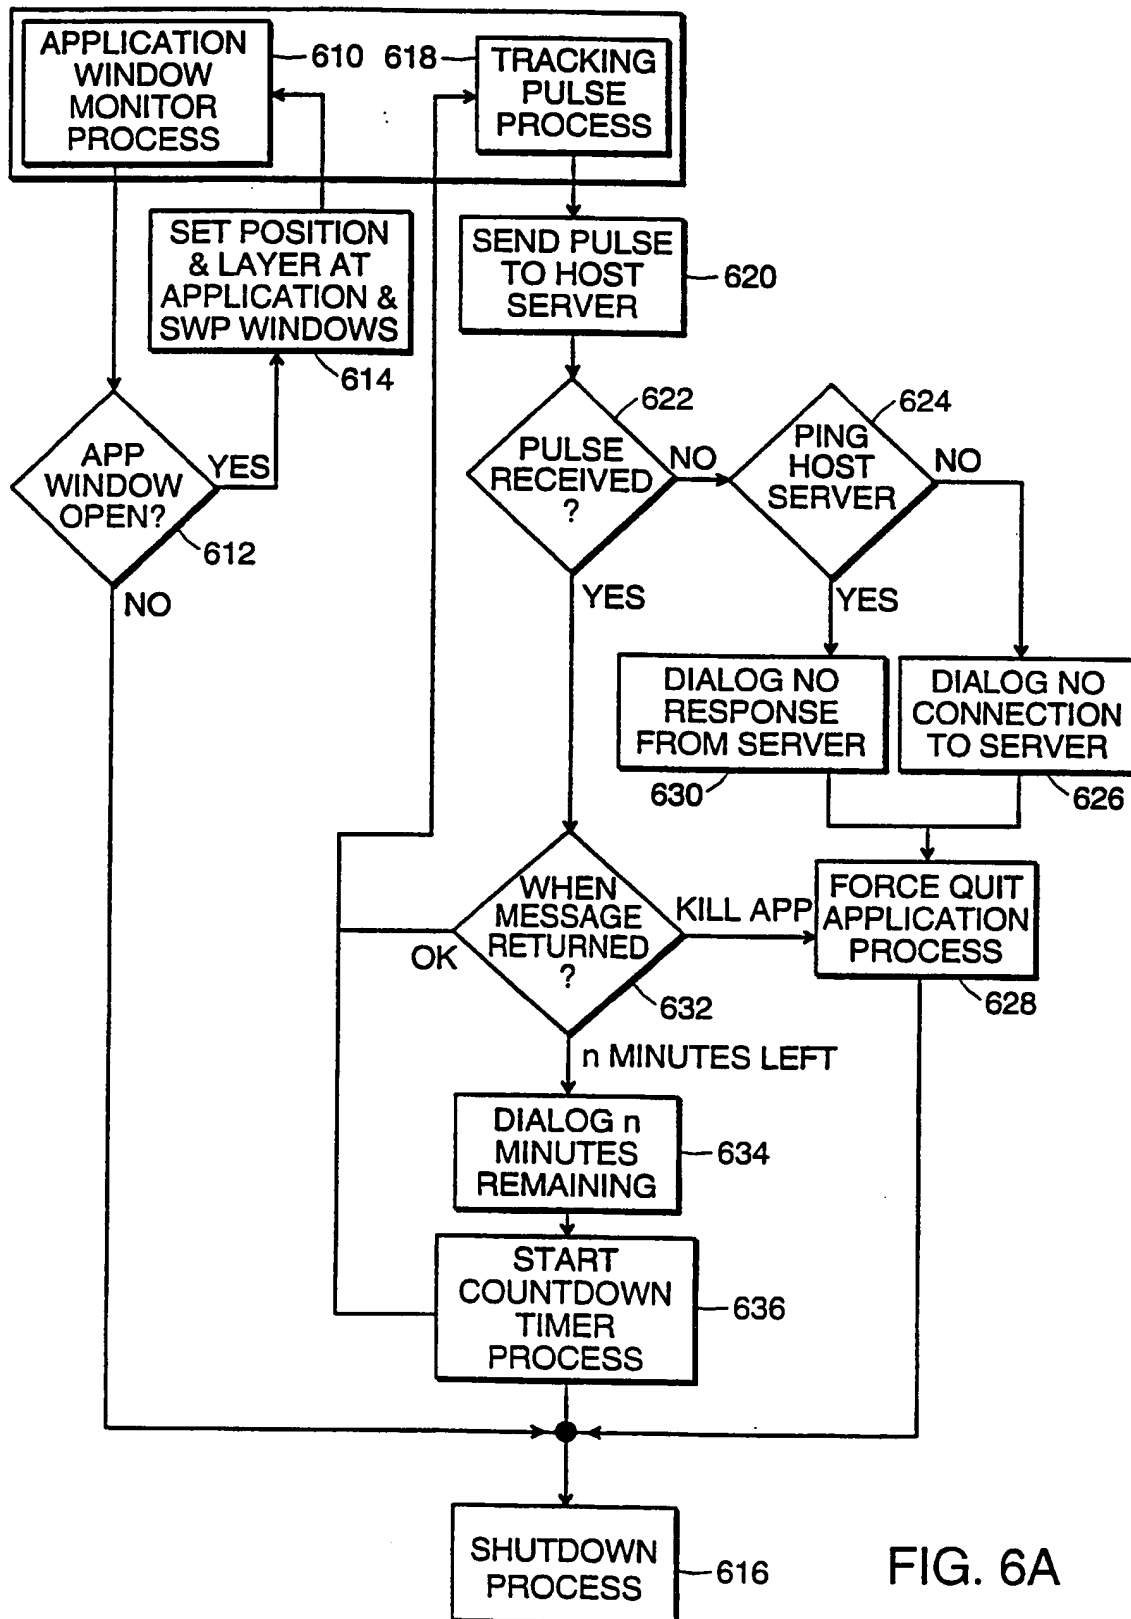 APPLICATION
WINDOW
MONITOR
PROCESS
610
618
TRACKING
PULSE
PROCESS
SET POSITION
& LAYER AT
APPLICATION &
SWP WINDOWS
614
SEND PULSE
TO HOST
SERVER
620
APP
WINDOW
OPEN?
YES
612
NO
PULSE
RECEIVED
?
622
NO
YES
PING
HOST
SERVER
624
NO
YES
DIALOG NO
RESPONSE
FROM SERVER
630
DIALOG NO
CONNECTION
TO SERVER
626
WHEN
MESSAGE
RETURNED
?
OK
KILL APP
632
n MINUTES LEFT
FORCE QUIT
APPLICATION
PROCESS
628
DIALOG n
MINUTES
REMAINING
634
START
COUNTDOWN
TIMER
PROCESS
636
SHUTDOWN
PROCESS
616
FIG. 6A